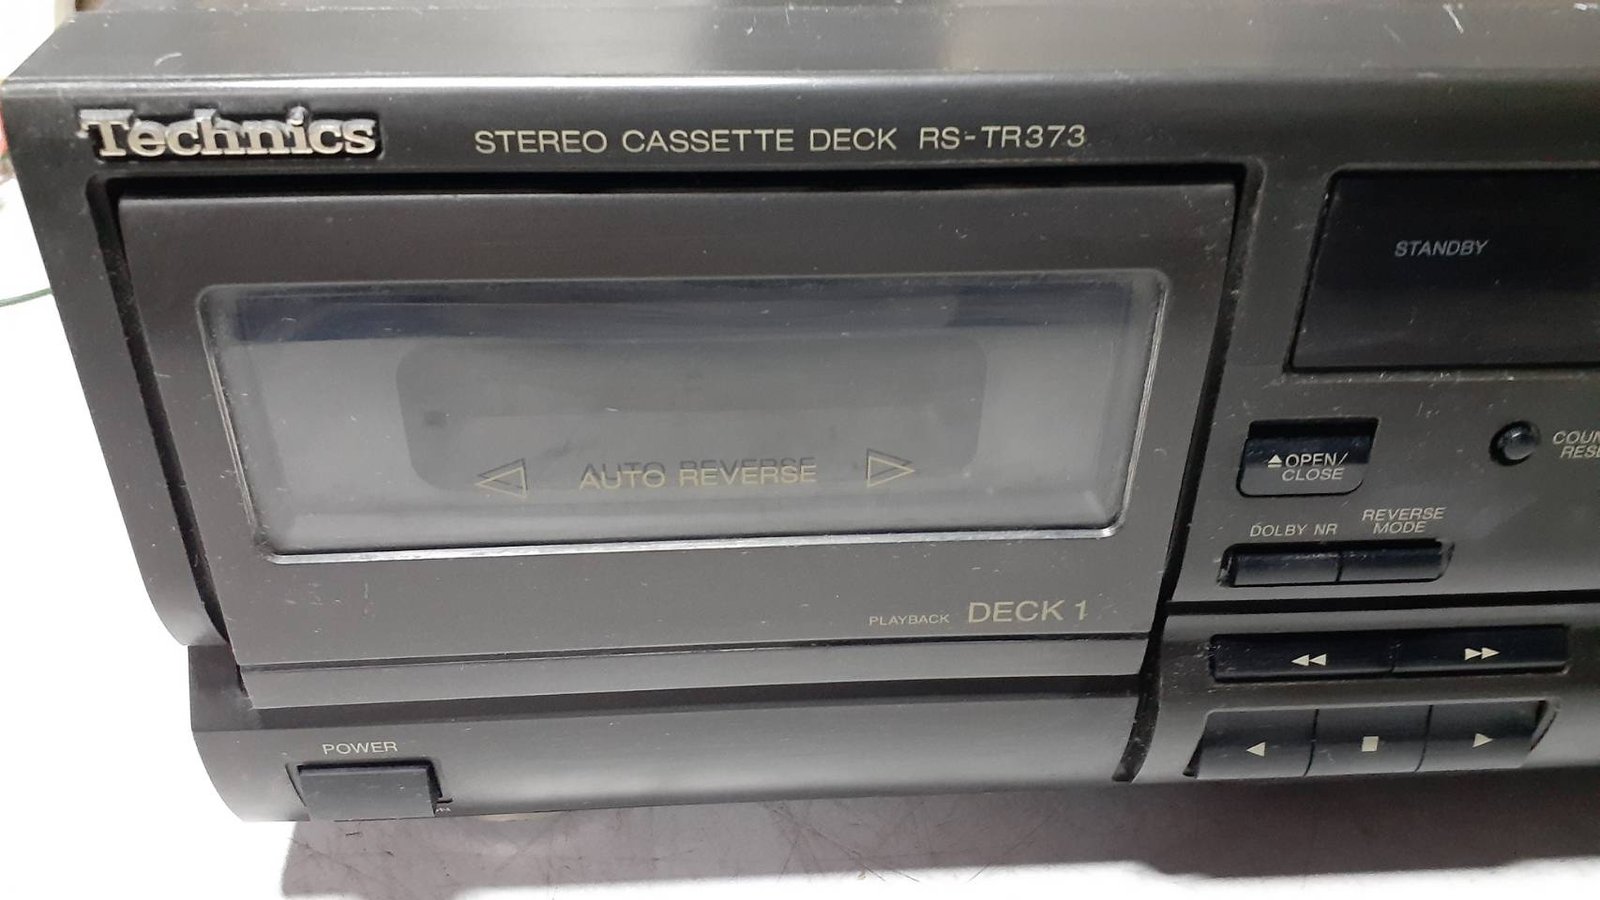 Technics
STEREO CASSETTE DECK RS-TR373
STANDBY
AUTO REVERSE
OPEN/
CLOSE
DOLBY NR
REVERSE
MODE
PLAYBACK DECK 1
POWER